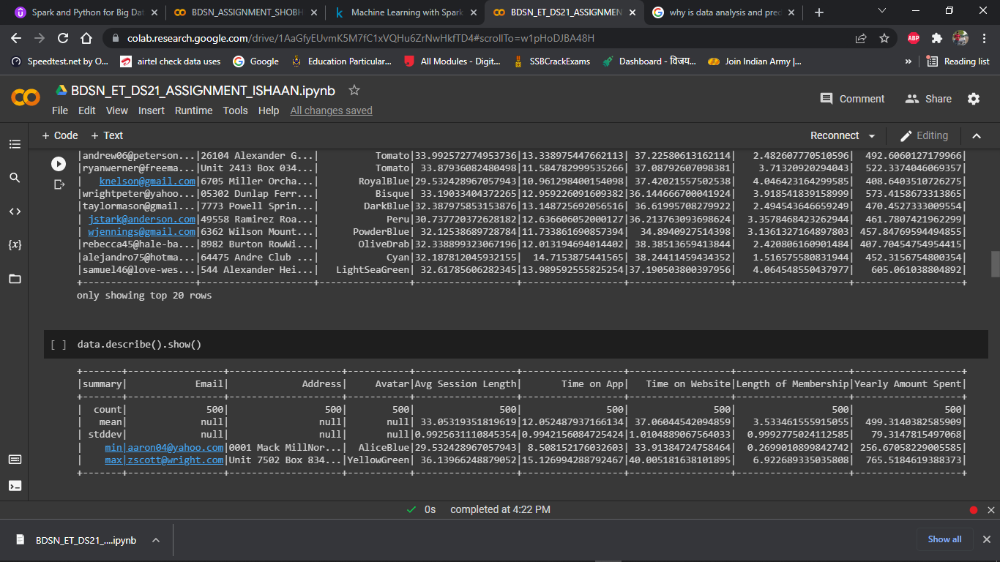 Spark and Python for Big Dat
BDSN_ASSIGNMENT_SHOBH
Machine Learning with Spark
BDSN_ET_DS21_ASSIGNMEN
why is data analysis and pred
colab.research.google.com/drive/1AaGfyEUvmK5M7fC1xVQHu6ZrNwHkfTD4#scrollTo=w1pHoDJBA48H
ABP
Speedtest.net by O...
airtel check data uses
Google
Education Particular...
All Modules - Digit...
SSBCrackExams
Dashboard - विजय...
Join Indian Army |...
»
Reading list
BDSN_ET_DS21_ASSIGNMENT_ISHAAN.ipynb
Comment
Share
File Edit View Insert Runtime Tools Help All changes saved
+ Code + Text
Reconnect
Editing
|andrew06@peterson...|26104 Alexander G...| Tomato|33.992572774953736|13.338975447662113| 37.22580613162114| 2.482607770510596| 492.6060127179966|
|ryanwerner@freema...|Unit 2413 Box 034...| Tomato| 33.87936082480498|11.584782999535266| 37.08792607098381| 3.71320920294043| 522.3374046069357|
| knelson@gmail.com|6705 Miller Orcha...| RoyalBlue|29.532428967057943|10.961298400154098| 37.42021557502538| 4.046423164299585| 408.6403510726275|
|wrightpeter@yahoo...|05302 Dunlap Ferr...| Bisque| 33.19033404372265|12.959226091609382|36.144666700041924| 3.918541839158999| 573.4158673313865|
|taylormason@gmail...|7773 Powell Sprin...| DarkBlue|32.387975853153876|13.148725692056516| 36.61995708279922| 2.494543646659249| 470.4527333009554|
| jstark@anderson.com|49558 Ramirez Roa...| Peru|30.737720372628182|12.636606052000127|36.213763093698624| 3.3578468423262944| 461.7807421962299|
| wjennings@gmail.com|6362 Wilson Mount...| PowderBlue| 32.12538689728784|11.733861690857394| 34.8940927514398| 3.1361327164897803| 457.84769594494855|
|rebecca45@hale-ba...|8982 Burton RowWi...| OliveDrab|32.338899323067196|12.013194694014402| 38.38513659413844| 2.420806160901484| 407.70454754954415|
|alejandro75@hotma...|64475 Andre Club ...| Cyan|32.187812045932155| 14.7153875441565| 38.24411459434352| 1.516575580831944| 452.3156754800354|
|samuel46@love-wes...|544 Alexander Hei...| LightSeaGreen| 32.61785606282345|13.989592555825254|37.190503800397956| 4.064548550437977| 605.061038804892|
only showing top 20 rows
[ ] data.describe().show()
|summary| Email| Address| Avatar|Avg Session Length| Time on App| Time on Website|Length of Membership|Yearly Amount Spent|
| count| 500| 500| 500| 500| 500| 500| 500| 500|
| mean| null| null| null| 33.05319351819619|12.052487937166134| 37.06044542094859| 3.533461555915055| 499.3140382585909|
| stddev| null| null| null|0.9925631110845354|0.9942156084725424|1.0104889067564033| 0.9992775024112585| 79.3147815497068|
| min|aaron04@yahoo.com|0001 Mack MillNor...| AliceBlue|29.532428967057943| 8.508152176032603| 33.91384724758464| 0.2699010899842742| 256.67058229005585|
| max|zscott@wright.com|Unit 7502 Box 834...|YellowGreen| 36.13966248879052|15.126994288792467|40.005181638101895| 6.922689335035808| 765.5184619388373|
0s completed at 4:22 PM
BDSN_ET_DS21_....ipynb
Show all